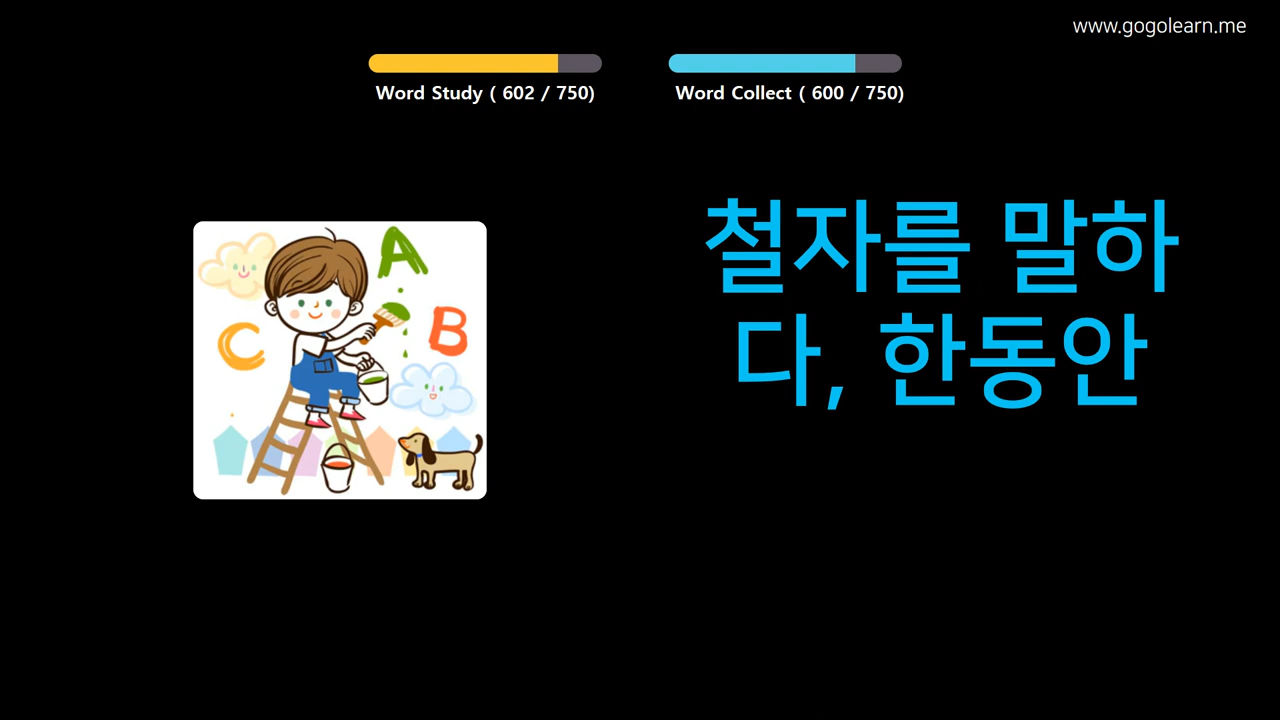 www.gogolearn.me
Word Study ( 602 / 750)
Word Collect ( 600 / 750)
철자를 말하
다, 한동안
A
B
C